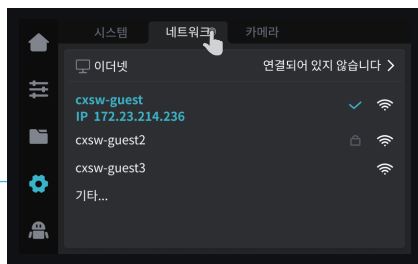 시스템 네트워크 카메라
이더넷 연결되어 있지 않습니다
cxsw-guest
IP 172.23.214.236
cxsw-guest2
cxsw-guest3
기타...